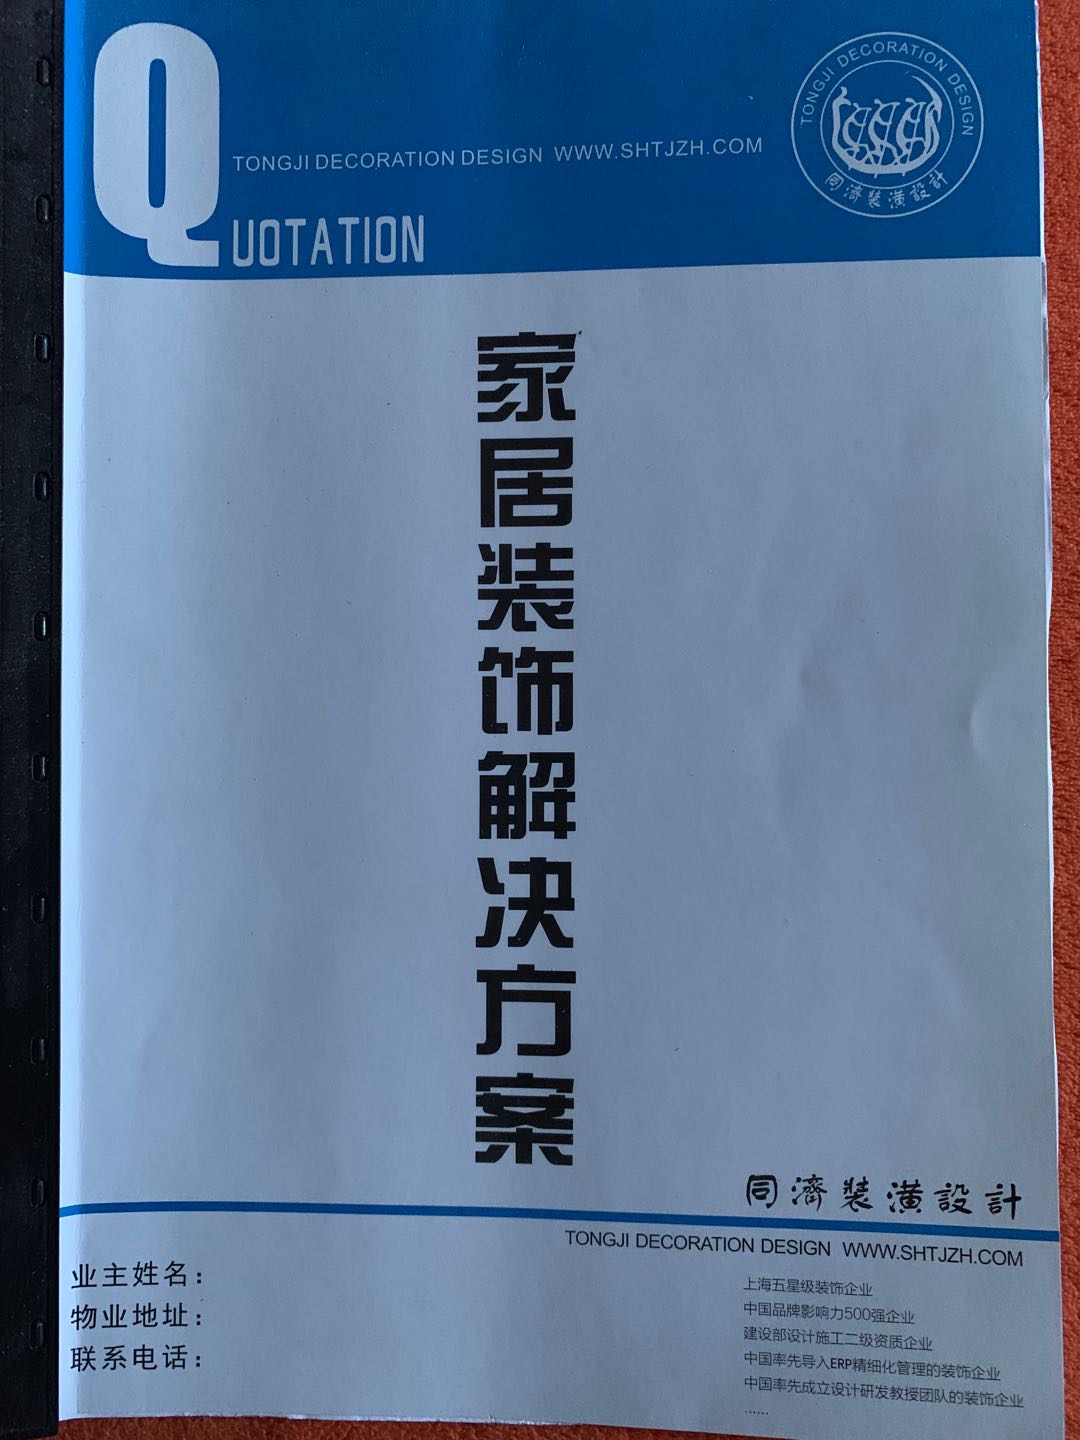 QUOTATION
TONGJI DECORATION DESIGN WWW.SHTJZH.COM
TONGJI DECORATION DESIGN
同濟裝潢設計
家居装饰解决方案
同濟裝潢設計
TONGJI DECORATION DESIGN WWW.SHTJZH.COM
业主姓名：
物业地址：
联系电话：
上海五星级装饰企业
中国品牌影响力500强企业
建设部设计施工二级资质企业
中国率先导入ERP精细化管理的装饰企业
中国率先成立设计研发教授团队的装饰企业
......